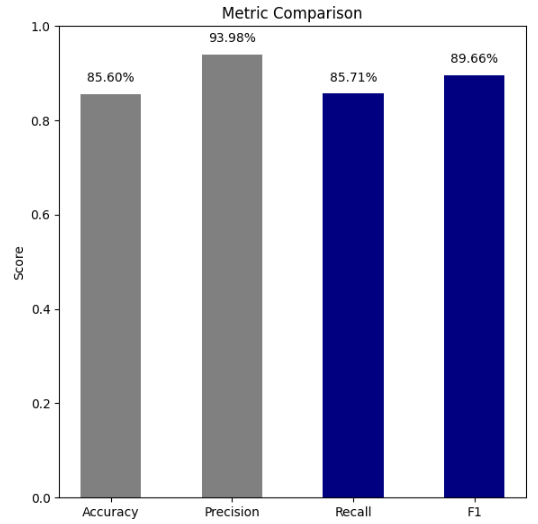 Metric Comparison
1.0
0.8
0.6
0.4
0.2
0.0
Score
85.60%
93.98%
85.71%
89.66%
Accuracy
Precision
Recall
F1